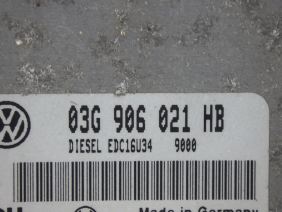 03G 906 021 HB
DIESEL EDC16U34 9000
Made in Germany